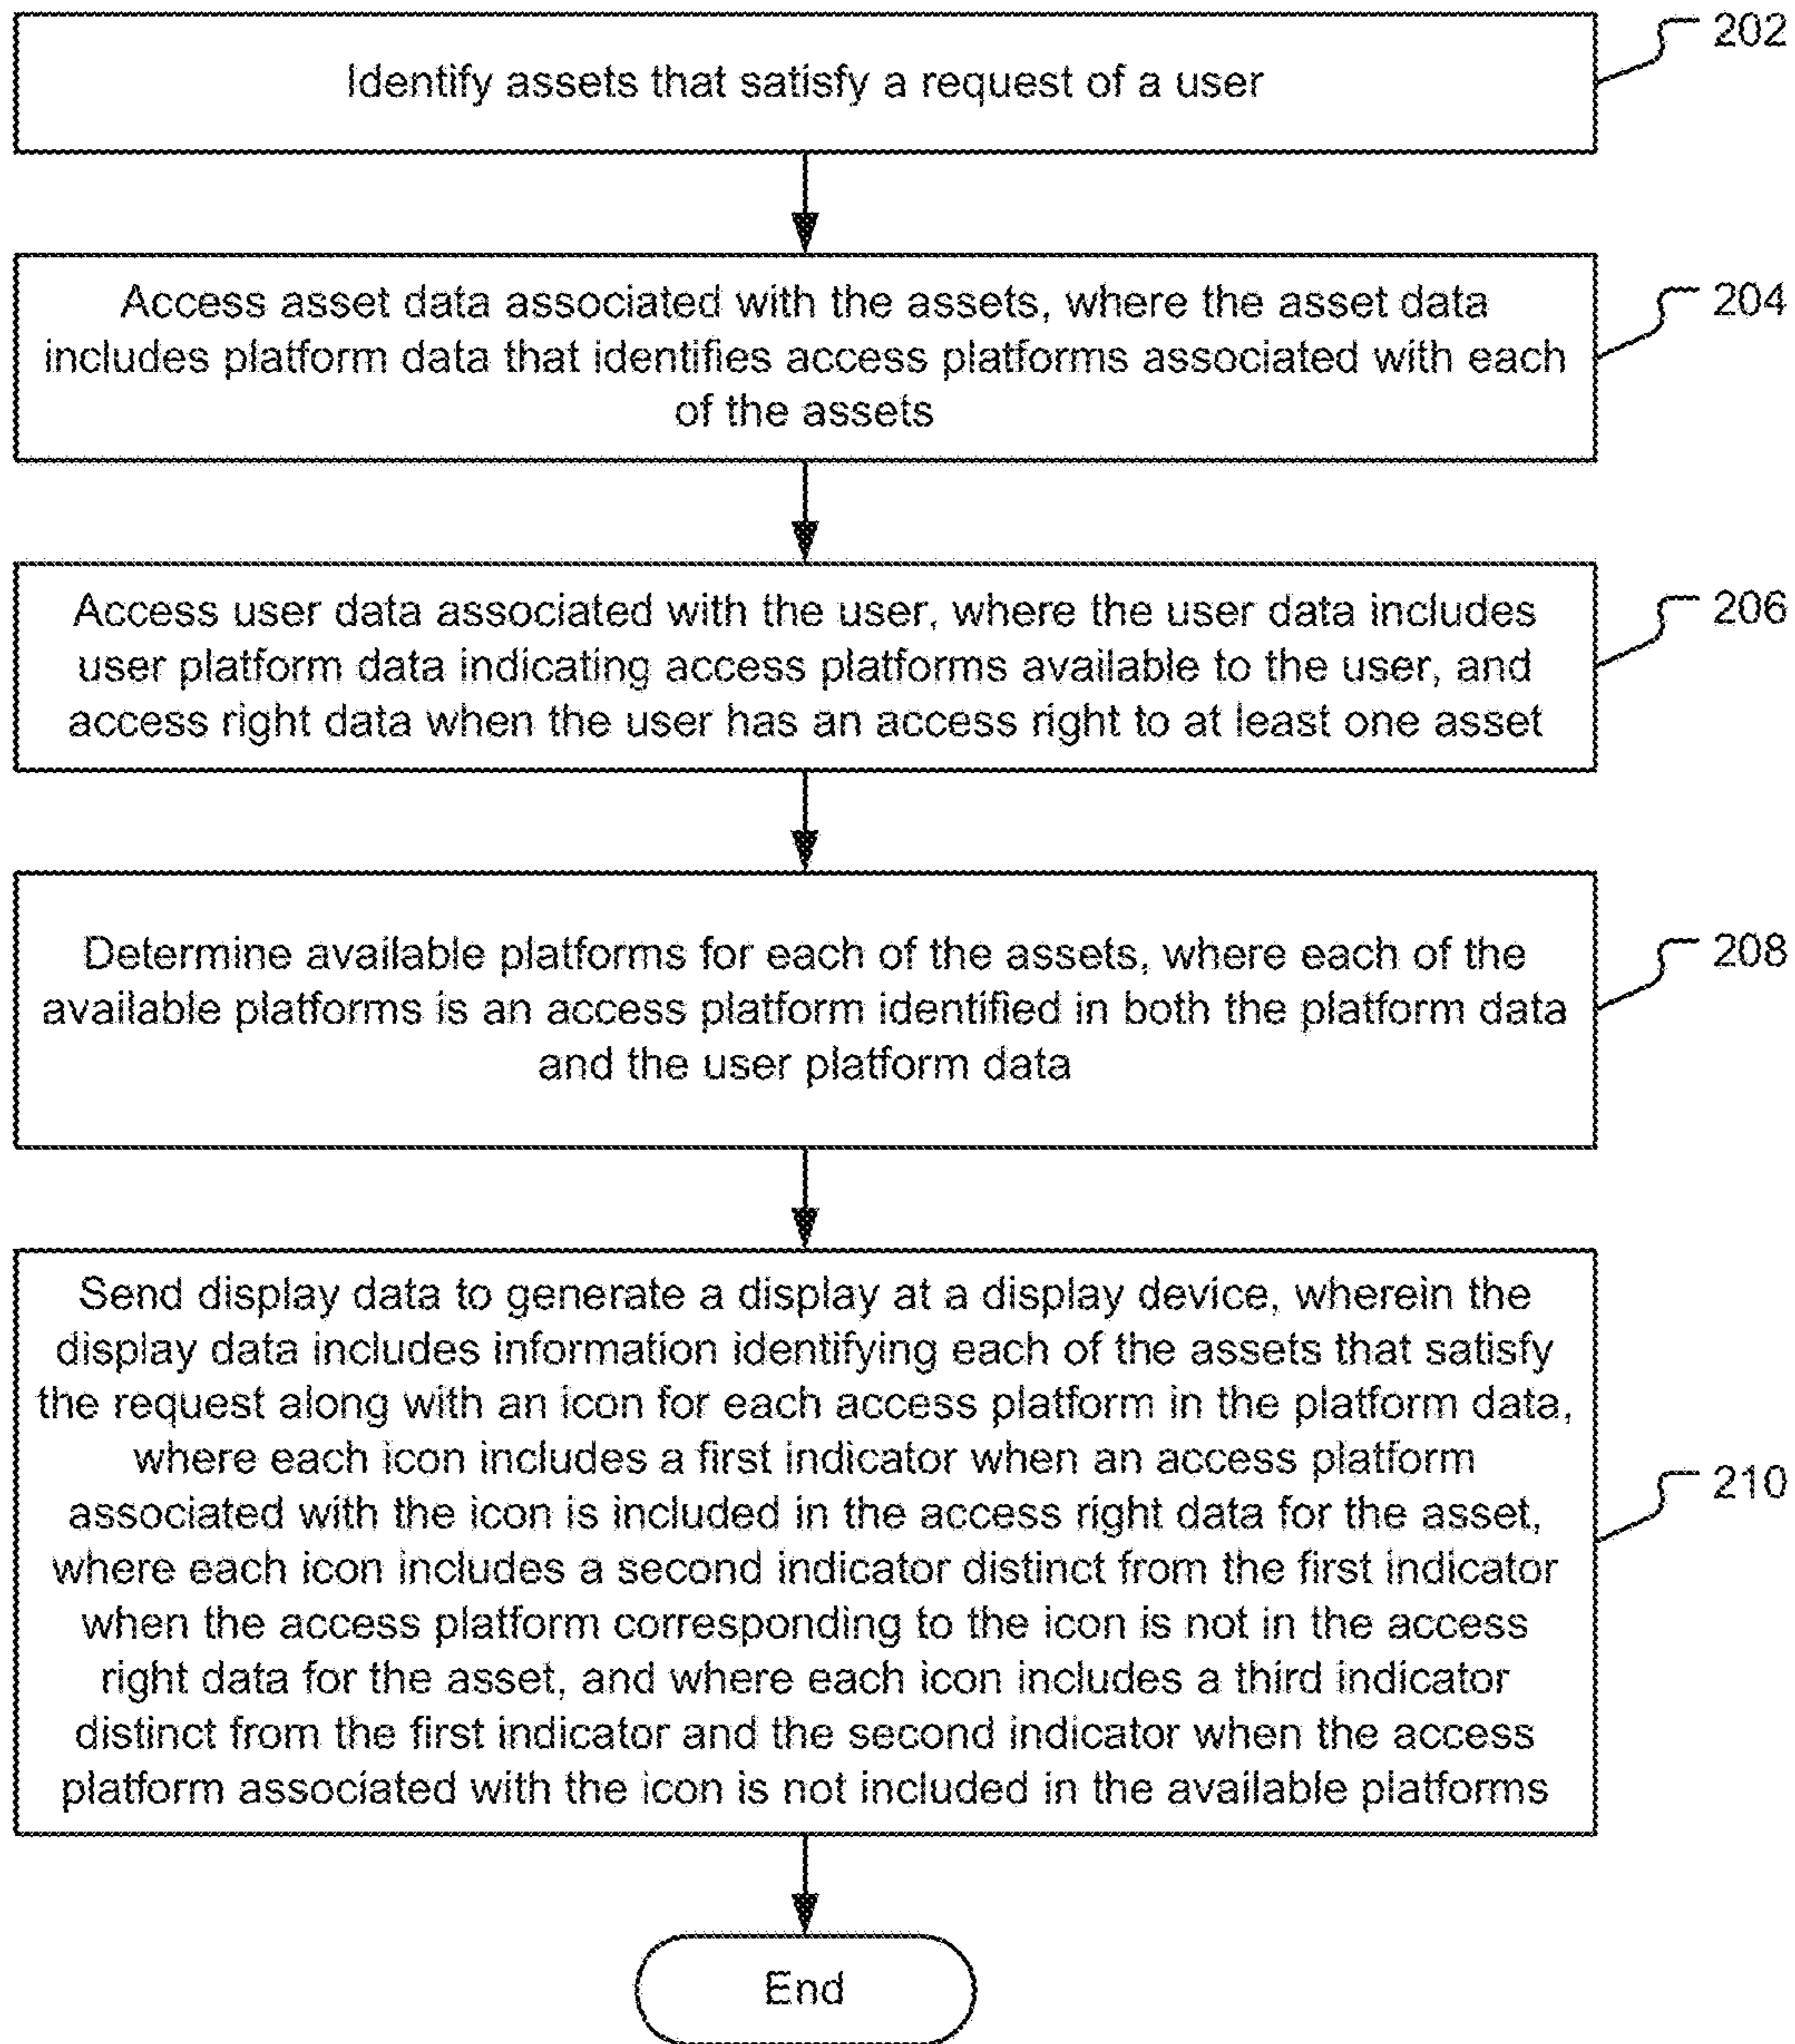 Identify assets that satisfy a request of a user
202
Access asset data associated with the assets, where the asset data
includes platform data that identifies access platforms associated with each
of the assets
204
Access user data associated with the user, where the user data includes
user platform data indicating access platforms available to the user, and
access right data when the user has an access right to at least one asset
206
Determine available platforms for each of the assets, where each of the
available platforms is an access platform identified in both the platform data
and the user platform data
208
Send display data to generate a display at a display device, wherein the
display data includes information identifying each of the assets that satisfy
the request along with an icon for each access platform in the platform data,
where each icon includes a first indicator when an access platform
associated with the icon is included in the access right data for the asset,
where each icon includes a second indicator distinct from the first indicator
when the access platform corresponding to the icon is not in the access
right data for the asset, and where each icon includes a third indicator
distinct from the first indicator and the second indicator when the access
platform associated with the icon is not included in the available platforms
210
End